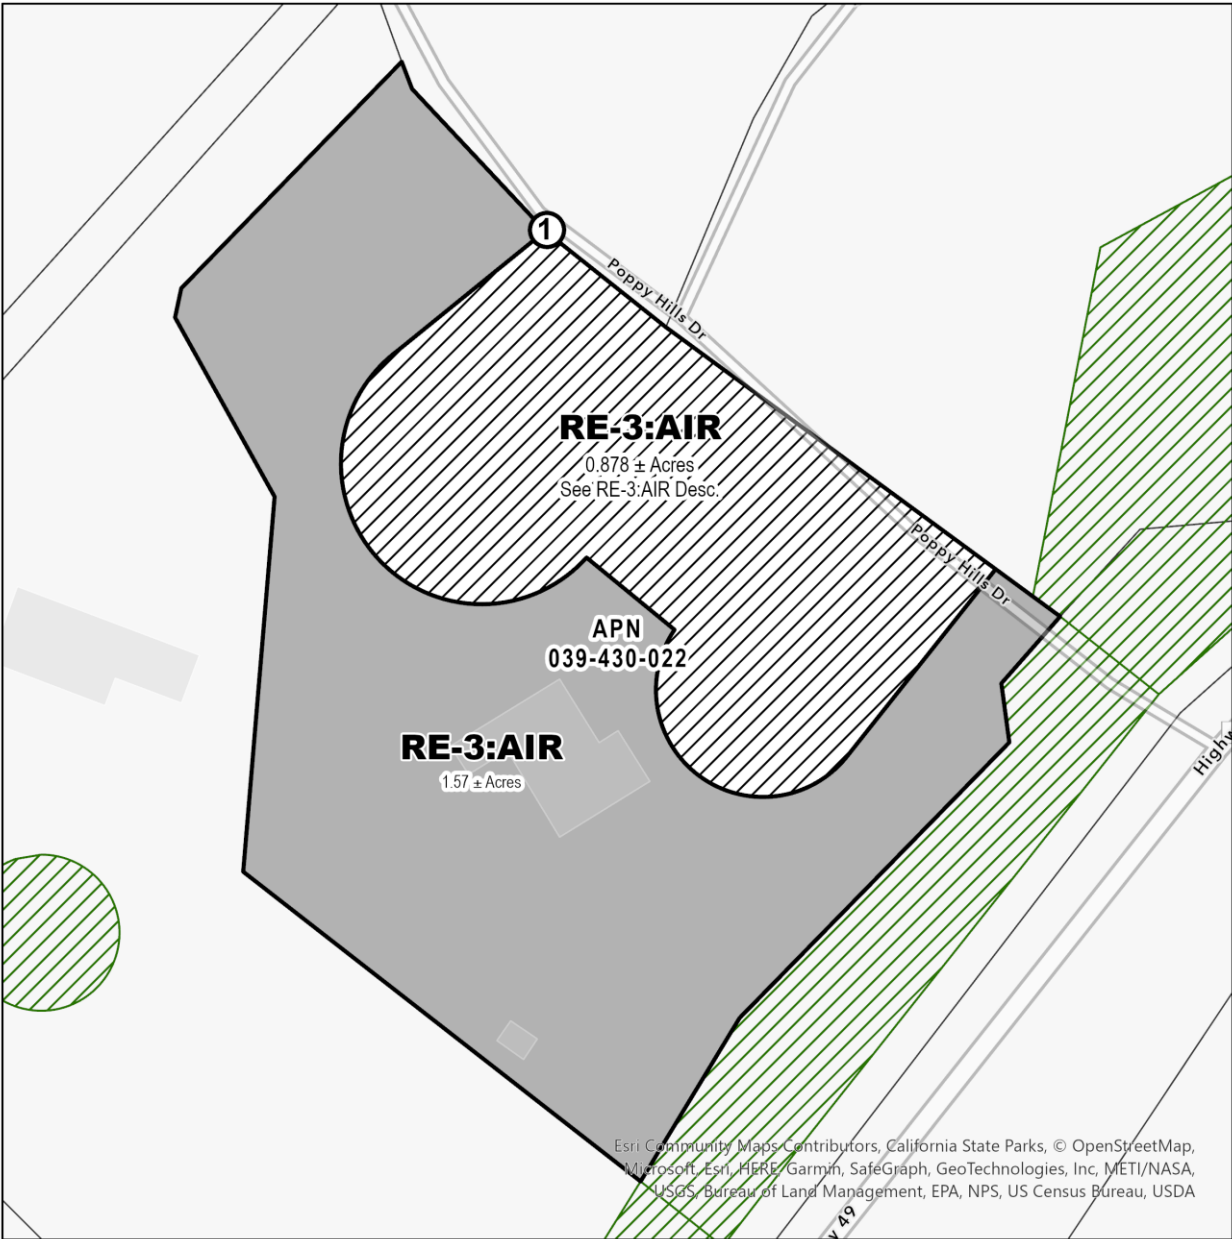 1
Poppy Hills Dr
RE-3:AIR
0.878 ± Acres
See RE-3:AIR Desc.
Poppy Hills Dr
APN
039-430-022
RE-3:AIR
1.57 ± Acres
Highw
Esri Community Maps Contributors, California State Parks, © OpenStreetMap,
Microsoft, Esri, HERE, Garmin, SafeGraph, GeoTechnologies, Inc, METI/NASA,
USGS, Bureau of Land Management, EPA, NPS, US Census Bureau, USDA
y 49